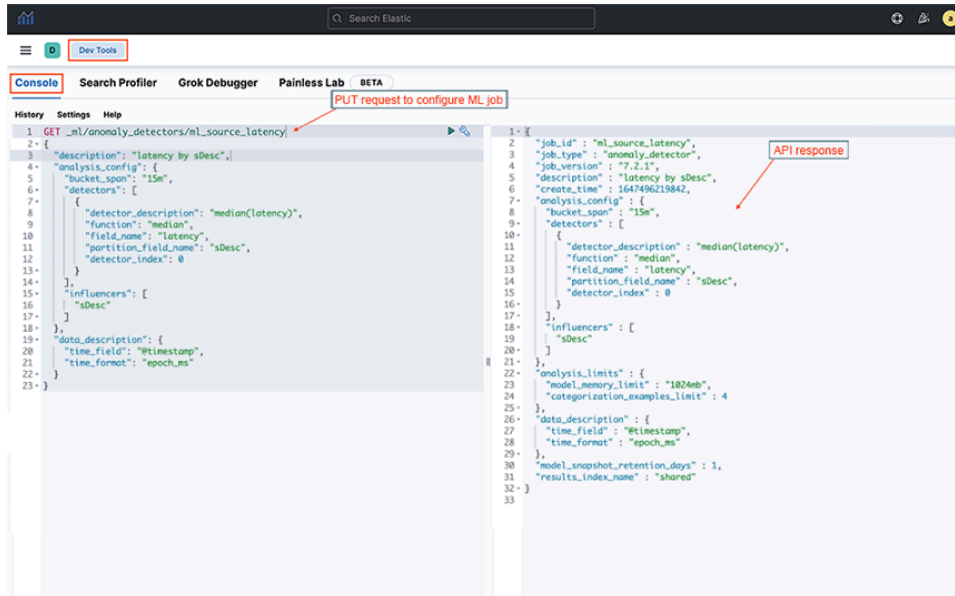 Search Elastic
a
D
Dev Tools
Console Search Profiler Grok Debugger Painless Lab BETA
PUT request to configure ML job
History Settings Help
1 GET _ml/anomaly_detectors/ml_source_latency
2 {
3 "description": "latency by sDesc",
4 "analysis_config": {
5 "bucket_span": "15m",
6 "detectors": [
7 {
8 "detector_description": "median(latency)",
9 "function": "median",
10 "field_name": "latency",
11 "partition_field_name": "sDesc",
12 "detector_index": 0
13 }
14 ],
15 "influencers": [
16 "sDesc"
17 ]
18 },
19 "data_description": {
20 "time_field": "@timestamp",
21 "time_format": "epoch_ms"
22 }
23 }
API response
1 {
2 "job_id" : "ml_source_latency",
3 "job_type" : "anomaly_detector",
4 "job_version" : "7.2.1",
5 "description" : "latency by sDesc",
6 "create_time" : 1647496219842,
7 "analysis_config" : {
8 "bucket_span" : "15m",
9 "detectors" : [
10 {
11 "detector_description" : "median(latency)",
12 "function" : "median",
13 "field_name" : "latency",
14 "partition_field_name" : "sDesc",
15 "detector_index" : 0
16 }
17 ],
18 "influencers" : [
19 "sDesc"
20 ]
21 },
22 "analysis_limits" : {
23 "model_memory_limit" : "1024mb",
24 "categorization_examples_limit" : 4
25 },
26 "data_description" : {
27 "time_field" : "@timestamp",
28 "time_format" : "epoch_ms"
29 },
30 "model_snapshot_retention_days" : 1,
31 "results_index_name" : "shared"
32 }
33